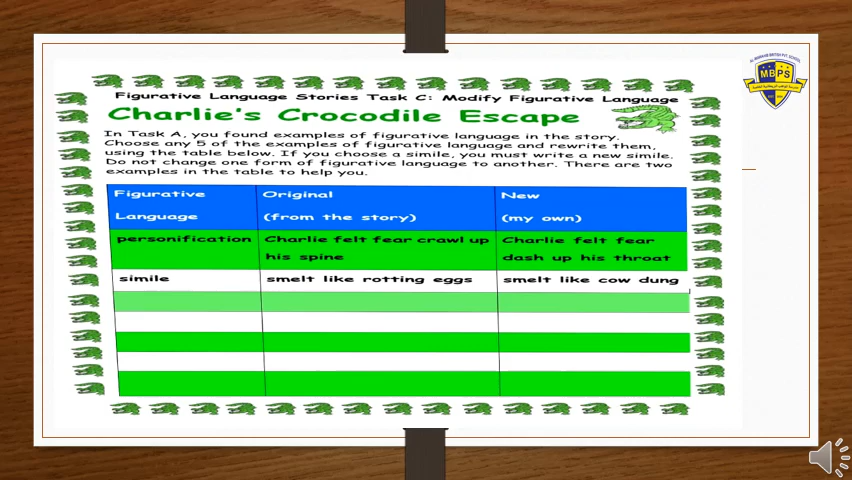 Figurative Language Stories Task C: Modify Figurative Language
Charlie's Crocodile Escape
In Task A, you found examples of figurative language in the story.
Choose any 5 of the examples of figurative language and rewrite them,
using the table below. If you choose a simile, you must write a new simile.
Do not change one form of figurative language to another. There are two
examples in the table to help you.
Figurative Language
Original (from the story)
New (my own)
personification
Charlie felt fear crawl up
his spine
Charlie felt fear
dash up his throat
simile
smelt like rotting eggs
smelt like cow dung
MBPS